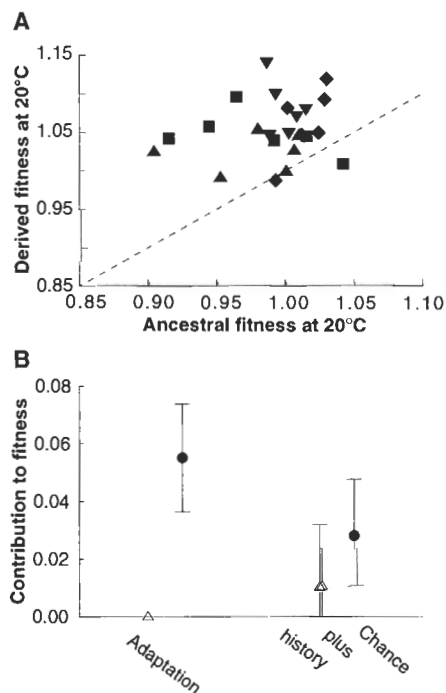 A
1.15
1.05
0.95
0.85
Derived fitness at 20°C
0.85 0.90 0.95 1.00 1.05 1.10
Ancestral fitness at 20°C
B
0.08
0.06
0.04
0.02
0.00
Contribution to fitness
Adaptation
history
plus
Chance